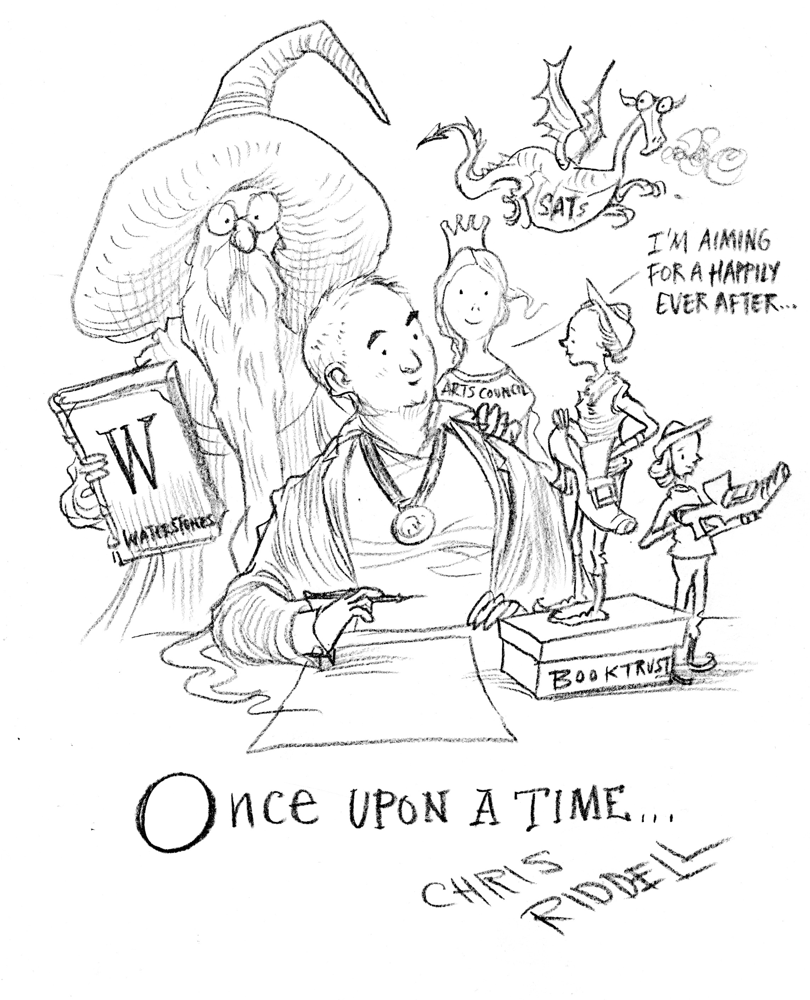 SATs
I'M AIMING
FOR A HAPPILY
EVER AFTER...
ARTS COUNCIL
W
WATERSTONES
BOOKTRUST
Once UPON A TIME...
CHRIS
RIDDELL